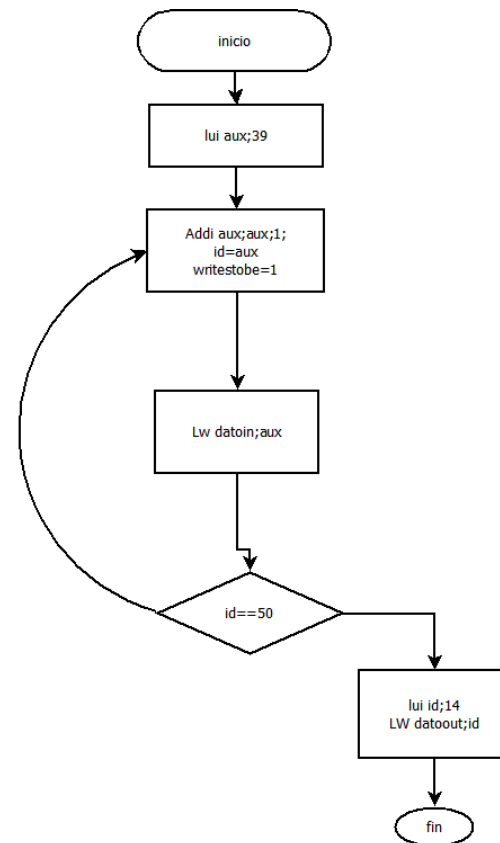 inicio
lui aux;39
Addi aux;aux;1;
id=aux
writestobe=1
Lw datoin;aux
id==50
lui id;14
LW datoout;id
fin